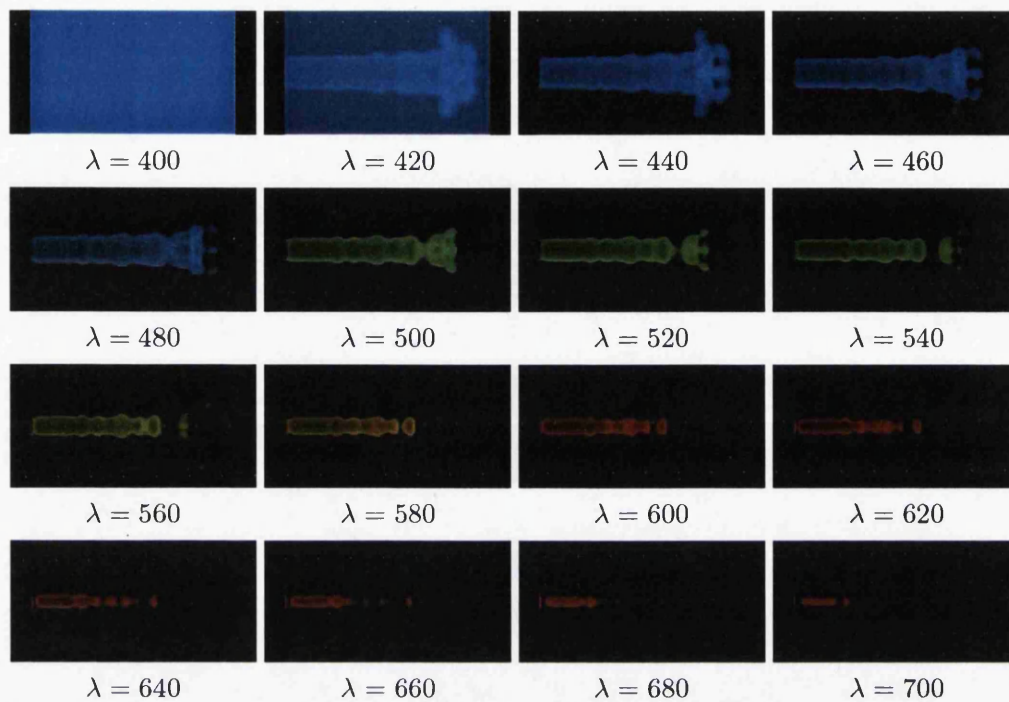 λ = 400 λ = 420 λ = 440 λ = 460
λ = 480 λ = 500 λ = 520 λ = 540
λ = 560 λ = 580 λ = 600 λ = 620
λ = 640 λ = 660 λ = 680 λ = 700